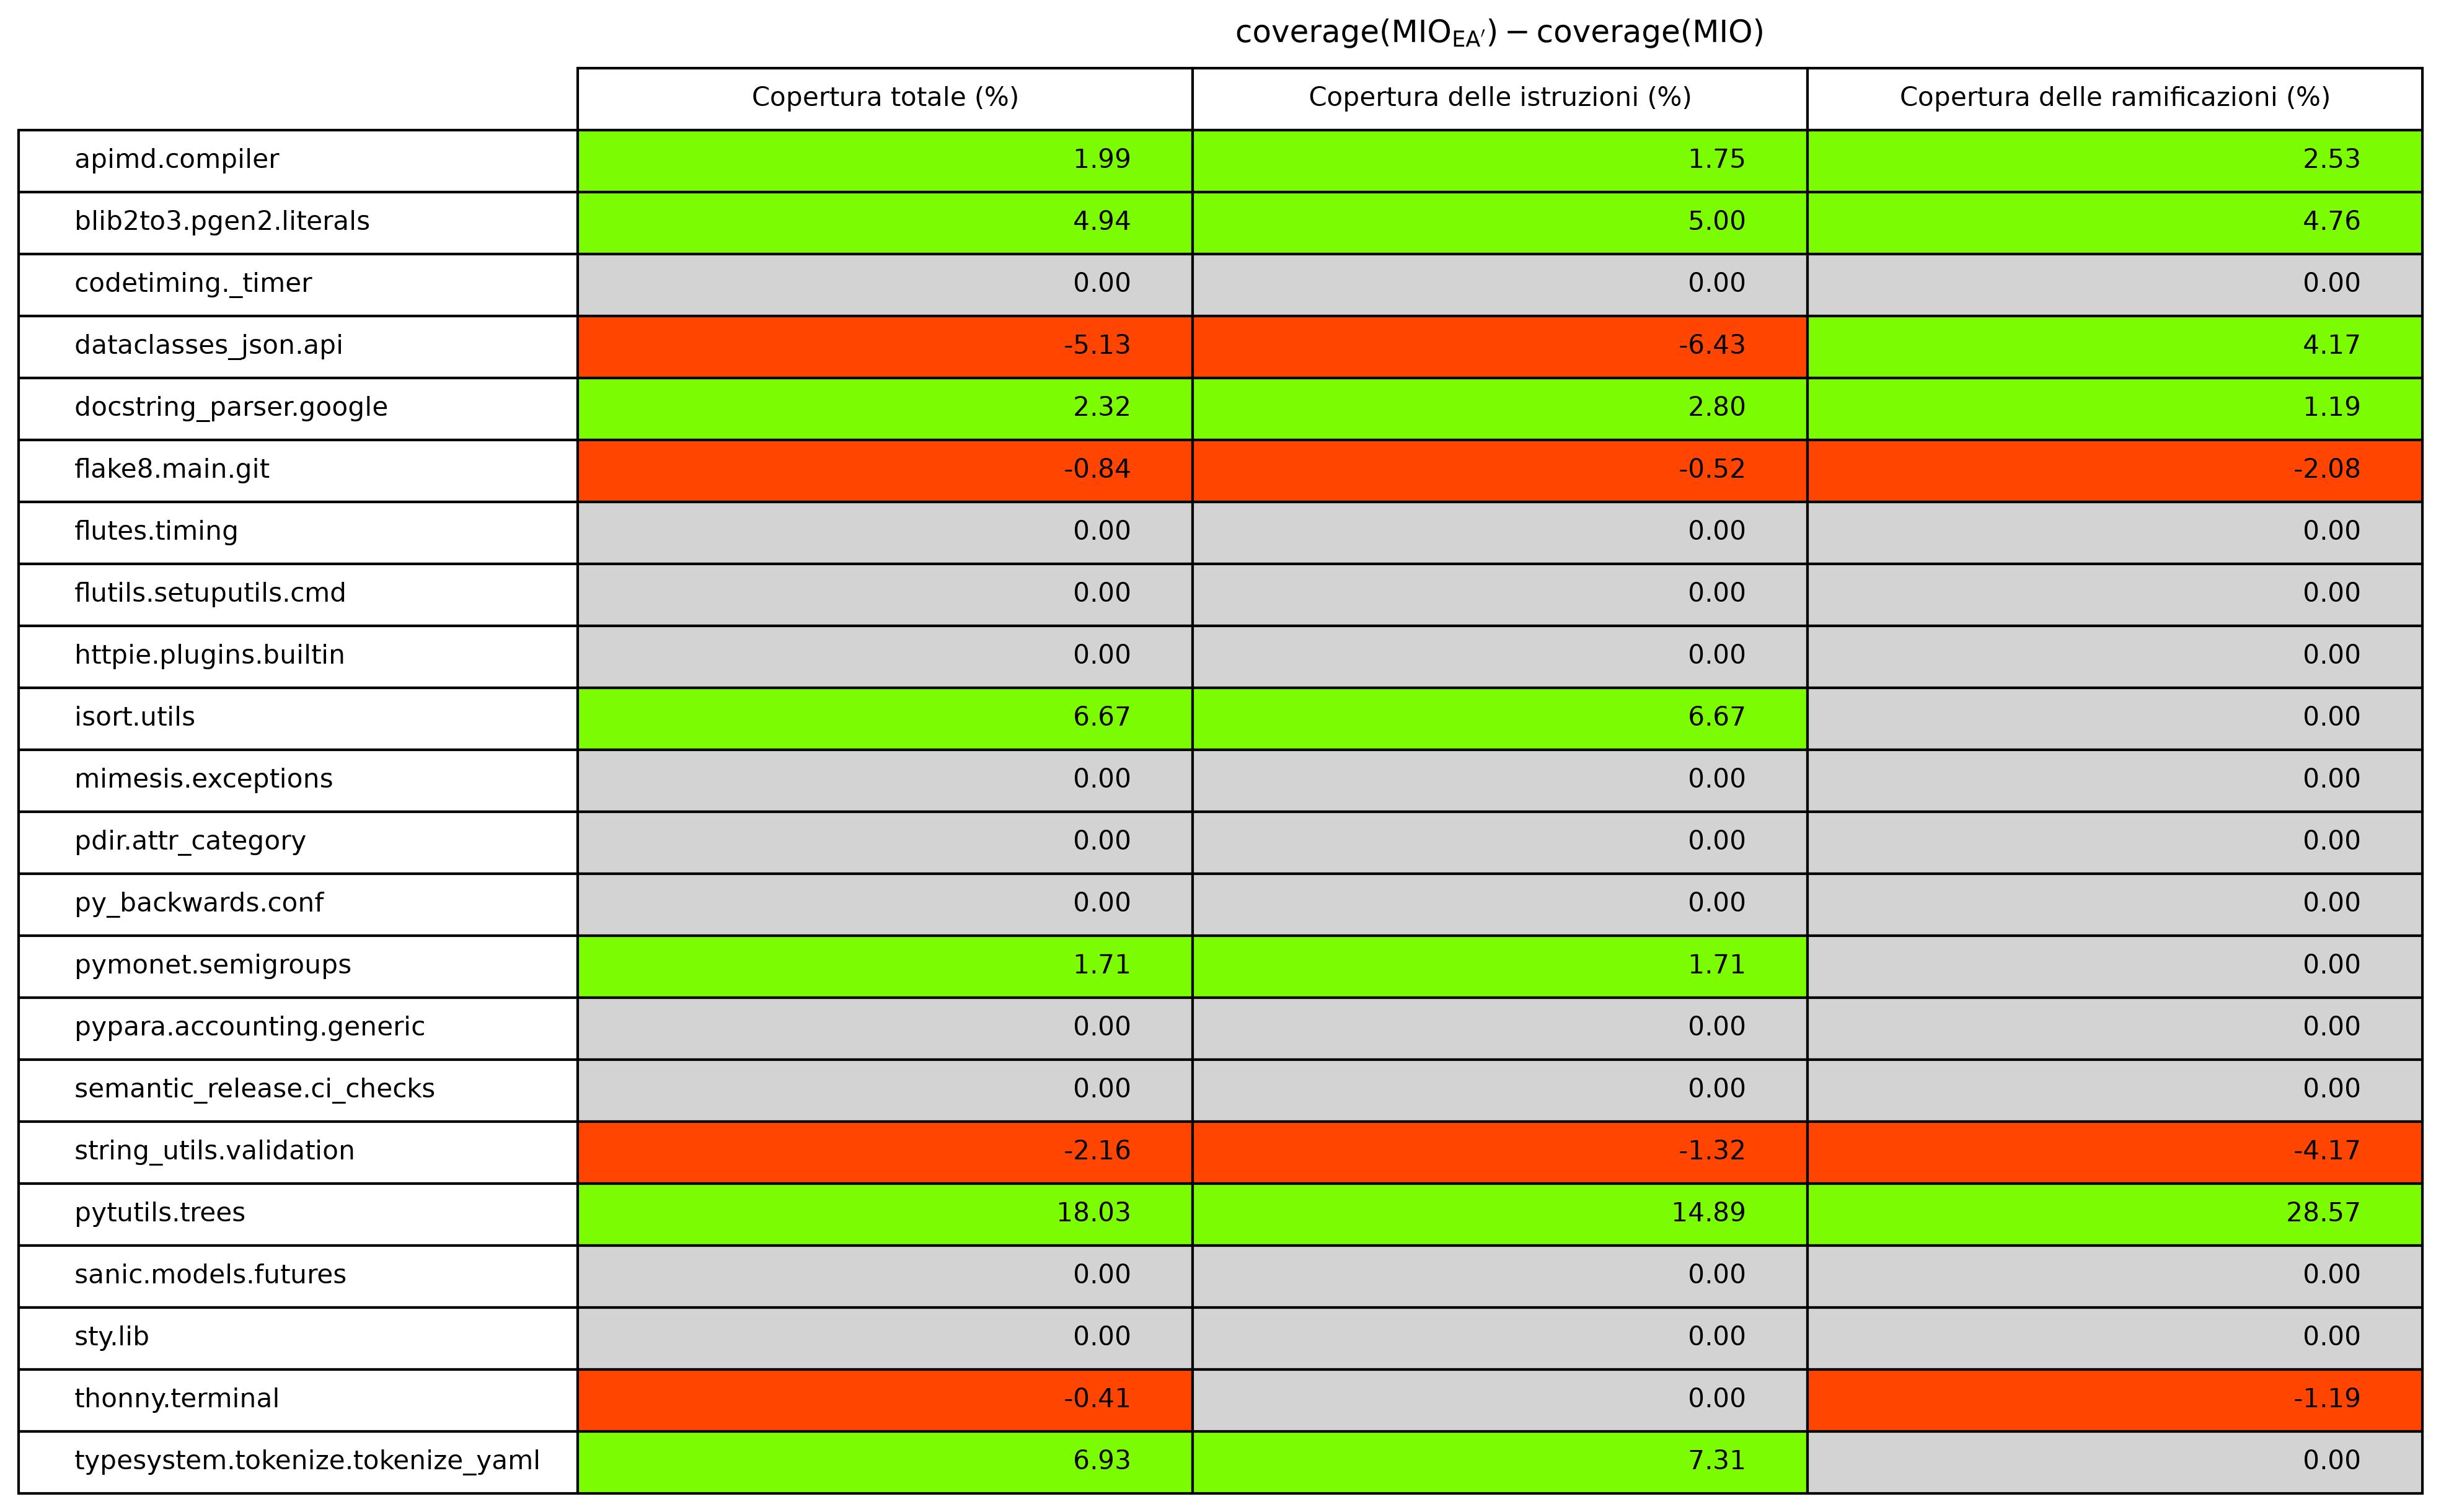 coverage(MIO_EA′) − coverage(MIO)
Copertura totale (%) Copertura delle istruzioni (%) Copertura delle ramificazioni (%)
apimd.compiler 1.99 1.75 2.53
blib2to3.pgen2.literals 4.94 5.00 4.76
codetiming._timer 0.00 0.00 0.00
dataclasses_json.api -5.13 -6.43 4.17
docstring_parser.google 2.32 2.80 1.19
flake8.main.git -0.84 -0.52 -2.08
flutes.timing 0.00 0.00 0.00
flutils.setuputils.cmd 0.00 0.00 0.00
httpie.plugins.builtin 0.00 0.00 0.00
isort.utils 6.67 6.67 0.00
mimesis.exceptions 0.00 0.00 0.00
pdir.attr_category 0.00 0.00 0.00
py_backwards.conf 0.00 0.00 0.00
pymonet.semigroups 1.71 1.71 0.00
pypara.accounting.generic 0.00 0.00 0.00
semantic_release.ci_checks 0.00 0.00 0.00
string_utils.validation -2.16 -1.32 -4.17
pytutils.trees 18.03 14.89 28.57
sanic.models.futures 0.00 0.00 0.00
sty.lib 0.00 0.00 0.00
thonny.terminal -0.41 0.00 -1.19
typesystem.tokenize.tokenize_yaml 6.93 7.31 0.00